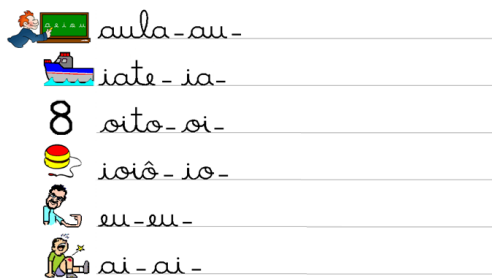 a e i o u
aula - au -
iate - ia -
8 oito - oi -
ioiô - io -
eu - eu -
ai - ai -